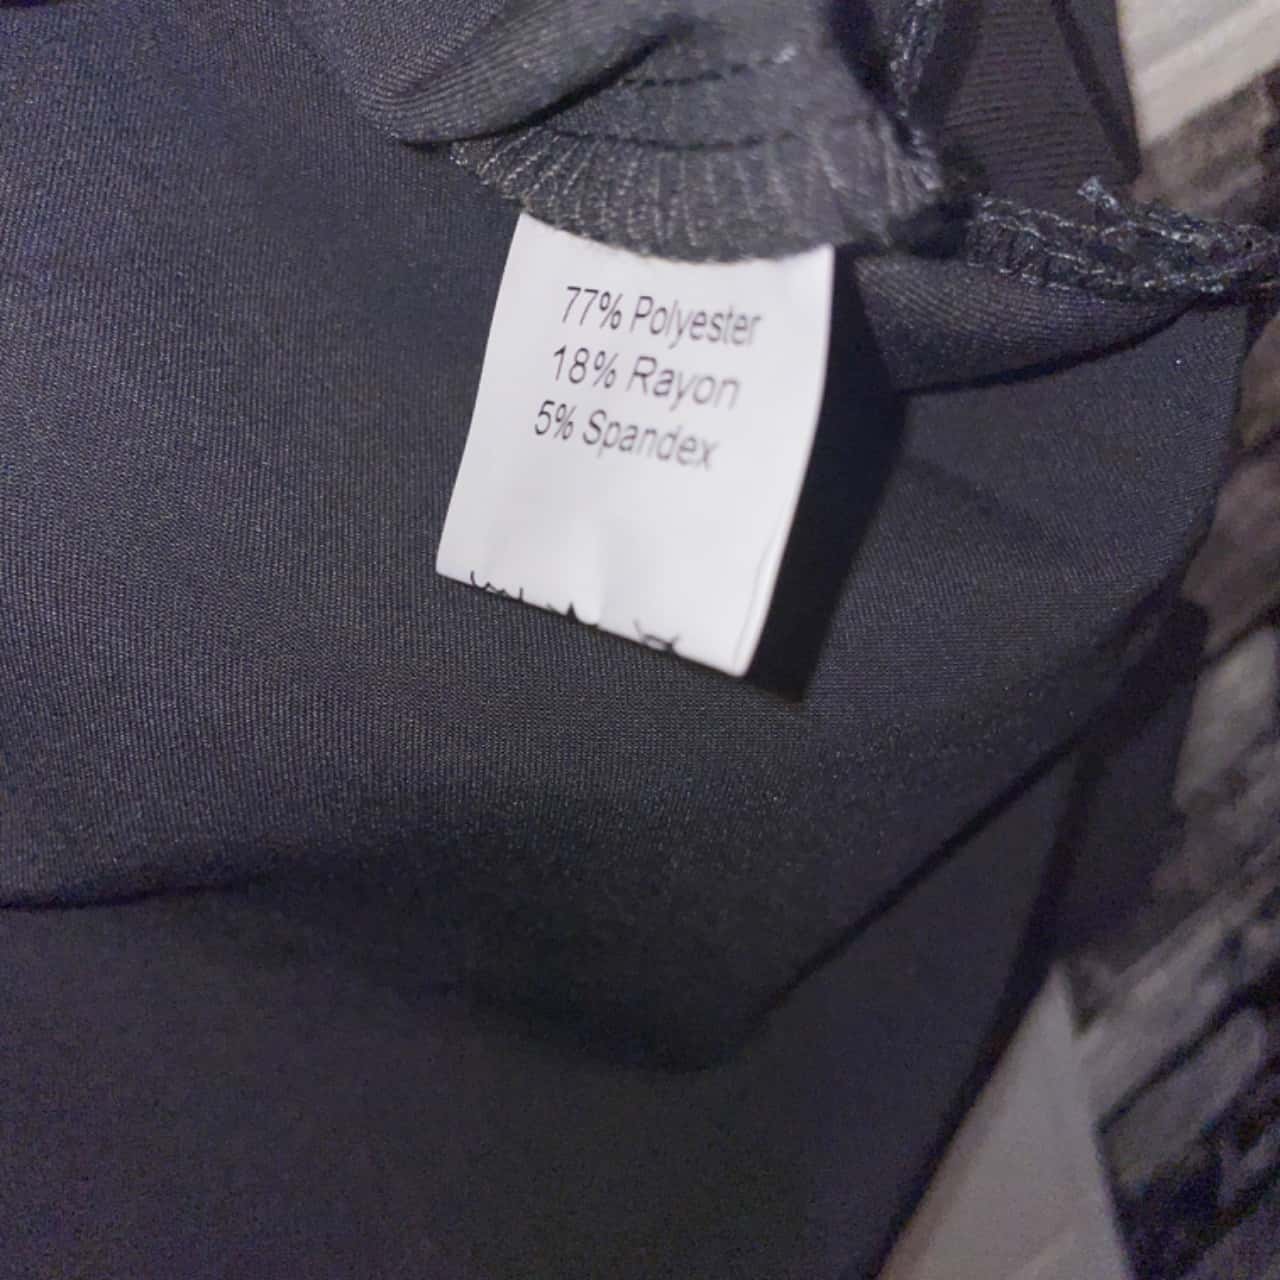 77% Polyester
18% Rayon
5% Spandex